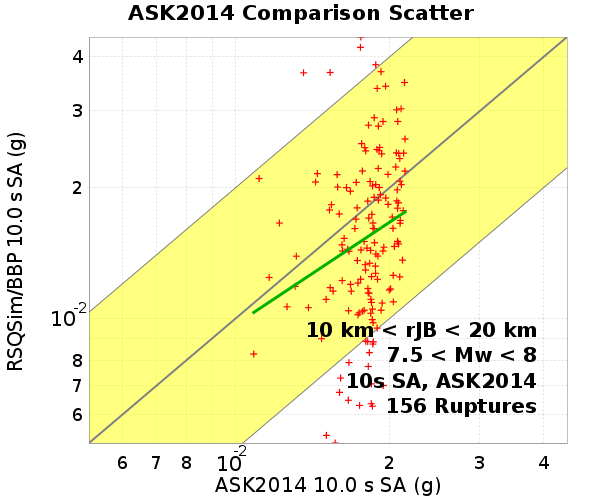 ASK2014 Comparison Scatter
RSQSim/BBP 10.0 s SA (g)
4
3
2
10^-2
8
7
6
10 km < rJB < 20 km
7.5 < Mw < 8
10s SA, ASK2014
156 Ruptures
6 7 8 10^-2 2 3 4
ASK2014 10.0 s SA (g)